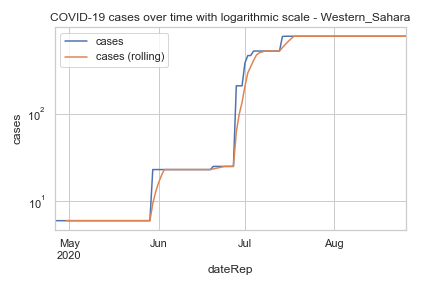 COVID-19 cases over time with logarithmic scale - Western_Sahara
cases
cases (rolling)
cases
10²
10¹
May
2020
Jun
Jul
Aug
dateRep